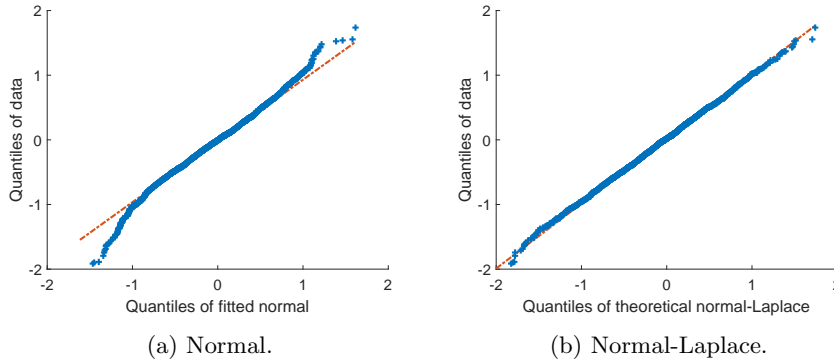 2
1
0
-1
-2
Quantiles of data
-2 -1 0 1 2
Quantiles of fitted normal
(a) Normal.
2
1
0
-1
-2
Quantiles of data
-2 -1 0 1 2
Quantiles of theoretical normal-Laplace
(b) Normal-Laplace.